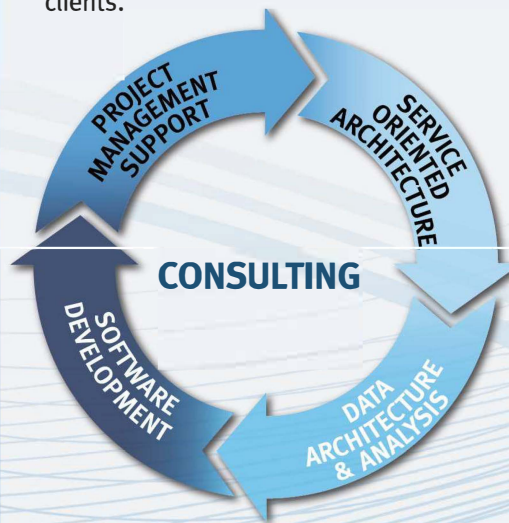 clients.
PROJECT
MANAGEMENT
SUPPORT
SERVICE
ORIENTED
ARCHITECTURE
CONSULTING
SOFTWARE
DEVELOPMENT
DATA
ARCHITECTURE
& ANALYSIS